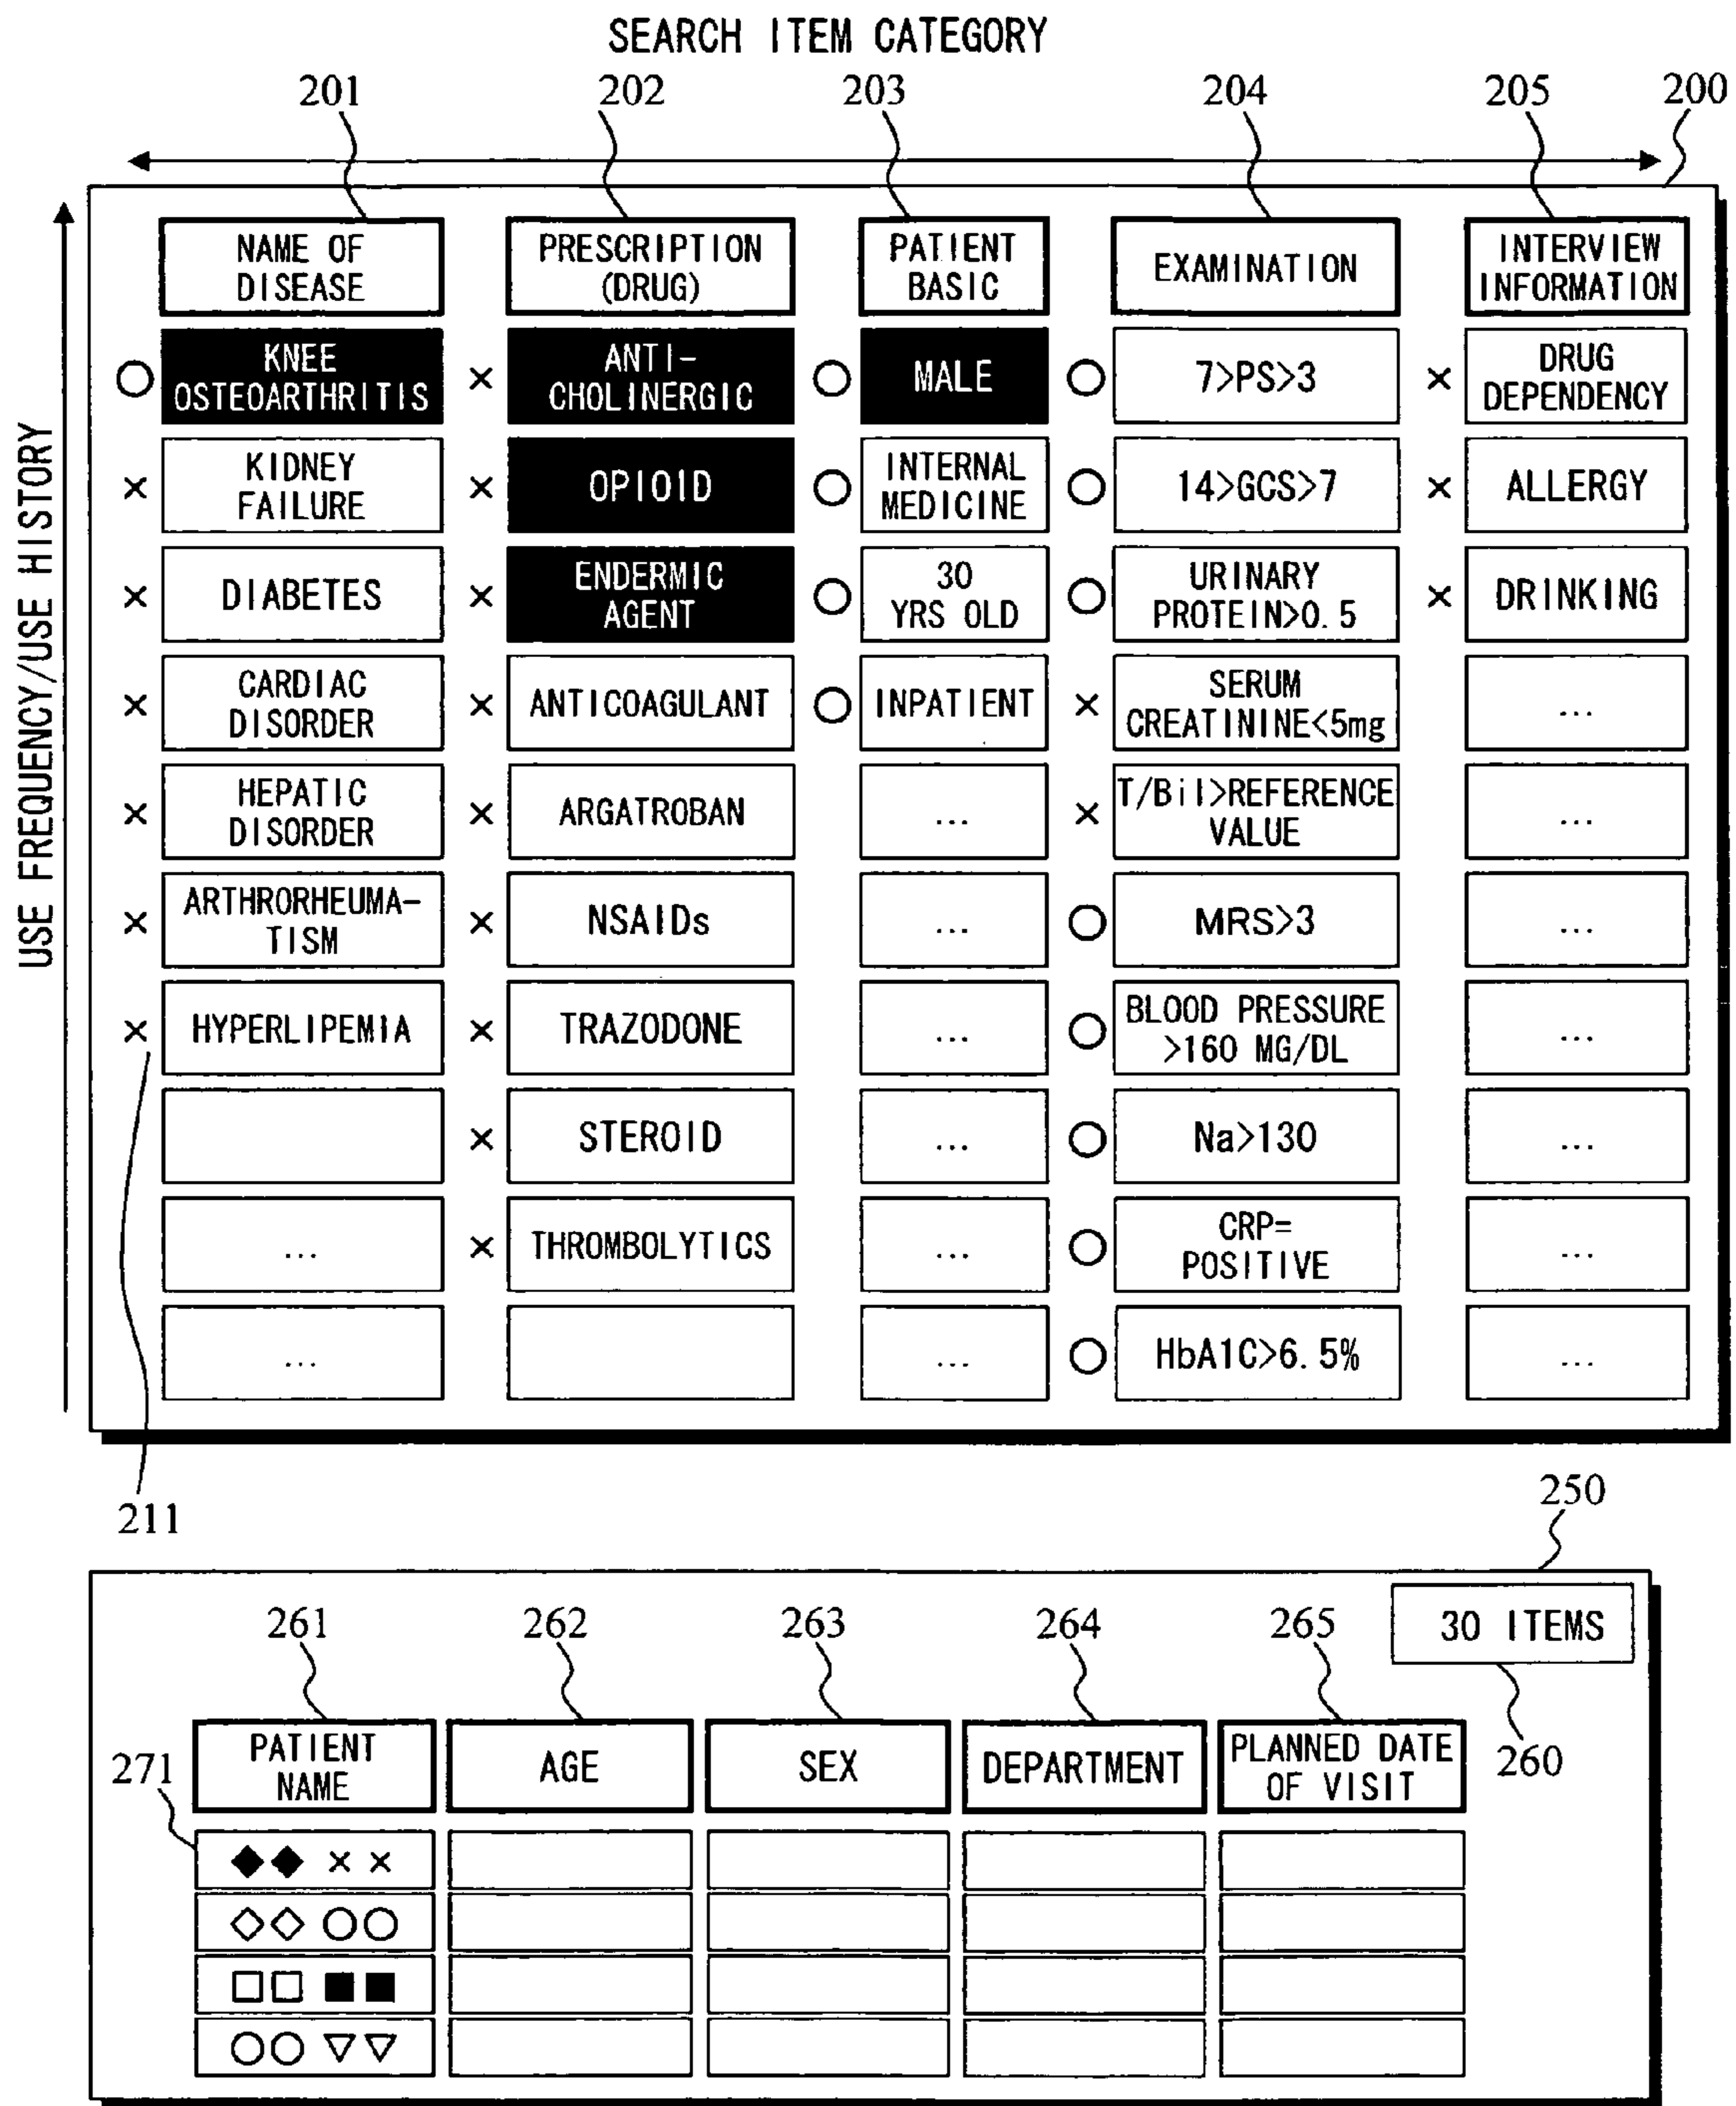 SEARCH ITEM CATEGORY
201 202 203 204 205 200
USE FREQUENCY/USE HISTORY
NAME OF
DISEASE
PRESCRIPTION
(DRUG)
PATIENT
BASIC
EXAMINATION
INTERVIEW
INFORMATION
○ KNEE
OSTEOARTHRITIS
× ANTI-
CHOLINERGIC
○ MALE
○ 7>PS>3
× DRUG
DEPENDENCY
× KIDNEY
FAILURE
× OPIOID
○ INTERNAL
MEDICINE
○ 14>GCS>7
× ALLERGY
× DIABETES
× ENDERMIC
AGENT
○ 30
YRS OLD
○ URINARY
PROTEIN>0.5
× DRINKING
× CARDIAC
DISORDER
× ANTICOAGULANT
○ INPATIENT
× SERUM
CREATININE<5mg
...
× HEPATIC
DISORDER
× ARGATROBAN
...
× T/Bil>REFERENCE
VALUE
...
× ARTHRORHEUMA-
TISM
× NSAIDs
...
○ MRS>3
...
× HYPERLIPEMIA
× TRAZODONE
...
○ BLOOD PRESSURE
>160 MG/DL
...
× STEROID
...
○ Na>130
...
...
× THROMBOLYTICS
...
○ CRP=
POSITIVE
...
...
...
○ HbA1C>6.5%
...
211
250
261 262 263 264 265
30 ITEMS
260
271
PATIENT
NAME
AGE
SEX
DEPARTMENT
PLANNED DATE
OF VISIT
◆◆ ××
◇◇ ○○
□□ ■■
○○ ▽▽